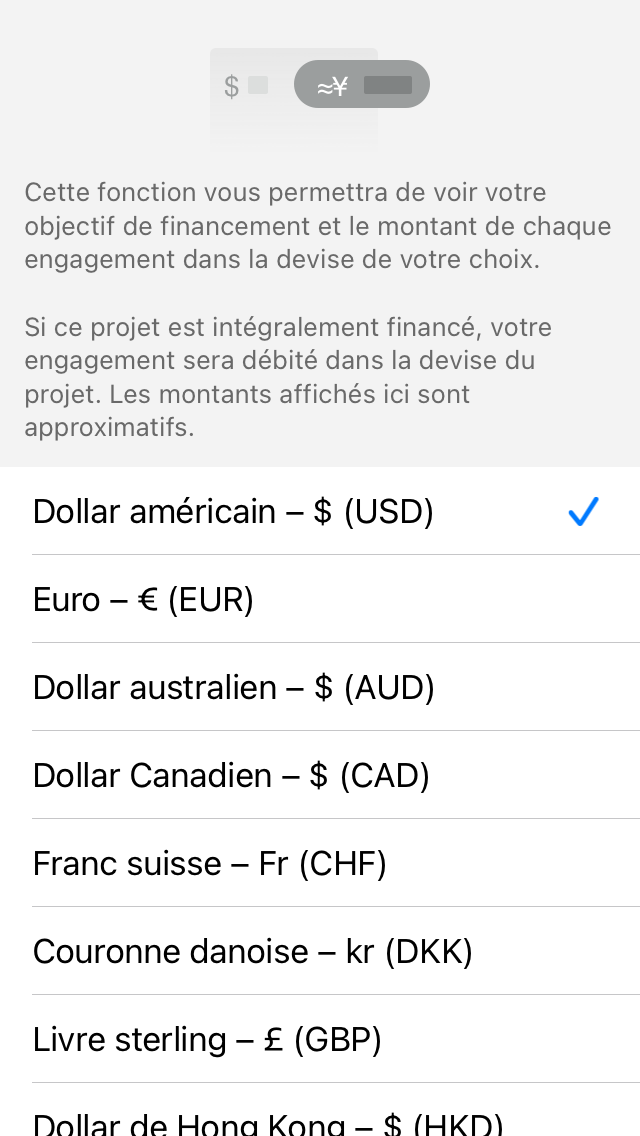 $ ≈¥
Cette fonction vous permettra de voir votre
objectif de financement et le montant de chaque
engagement dans la devise de votre choix.
Si ce projet est intégralement financé, votre
engagement sera débité dans la devise du
projet. Les montants affichés ici sont
approximatifs.
Dollar américain – $ (USD)
Euro – € (EUR)
Dollar australien – $ (AUD)
Dollar Canadien – $ (CAD)
Franc suisse – Fr (CHF)
Couronne danoise – kr (DKK)
Livre sterling – £ (GBP)
Dollar de Hong Kong – $ (HKD)